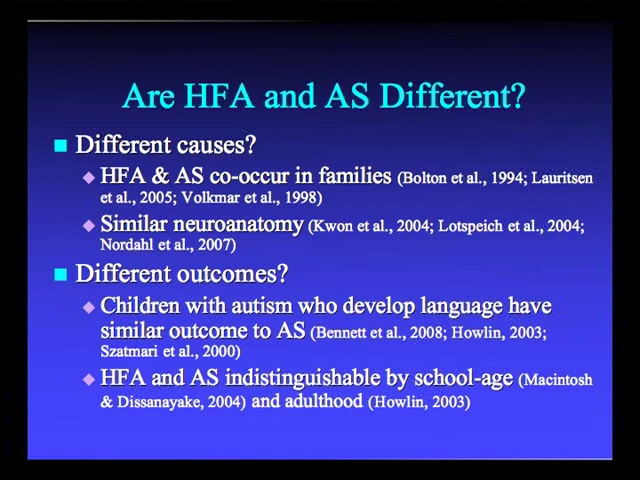 Are HFA and AS Different?
Different causes?
HFA & AS co-occur in families (Bolton et al., 1994; Lauritsen
et al., 2005; Volkmar et al., 1998)
Similar neuroanatomy (Kwon et al., 2004; Lotspeich et al., 2004;
Nordahl et al., 2007)
Different outcomes?
Children with autism who develop language have
similar outcome to AS (Bennett et al., 2008; Howlin, 2003;
Szatmari et al., 2000)
HFA and AS indistinguishable by school-age (Macintosh
& Dissanayake, 2004) and adulthood (Howlin, 2003)